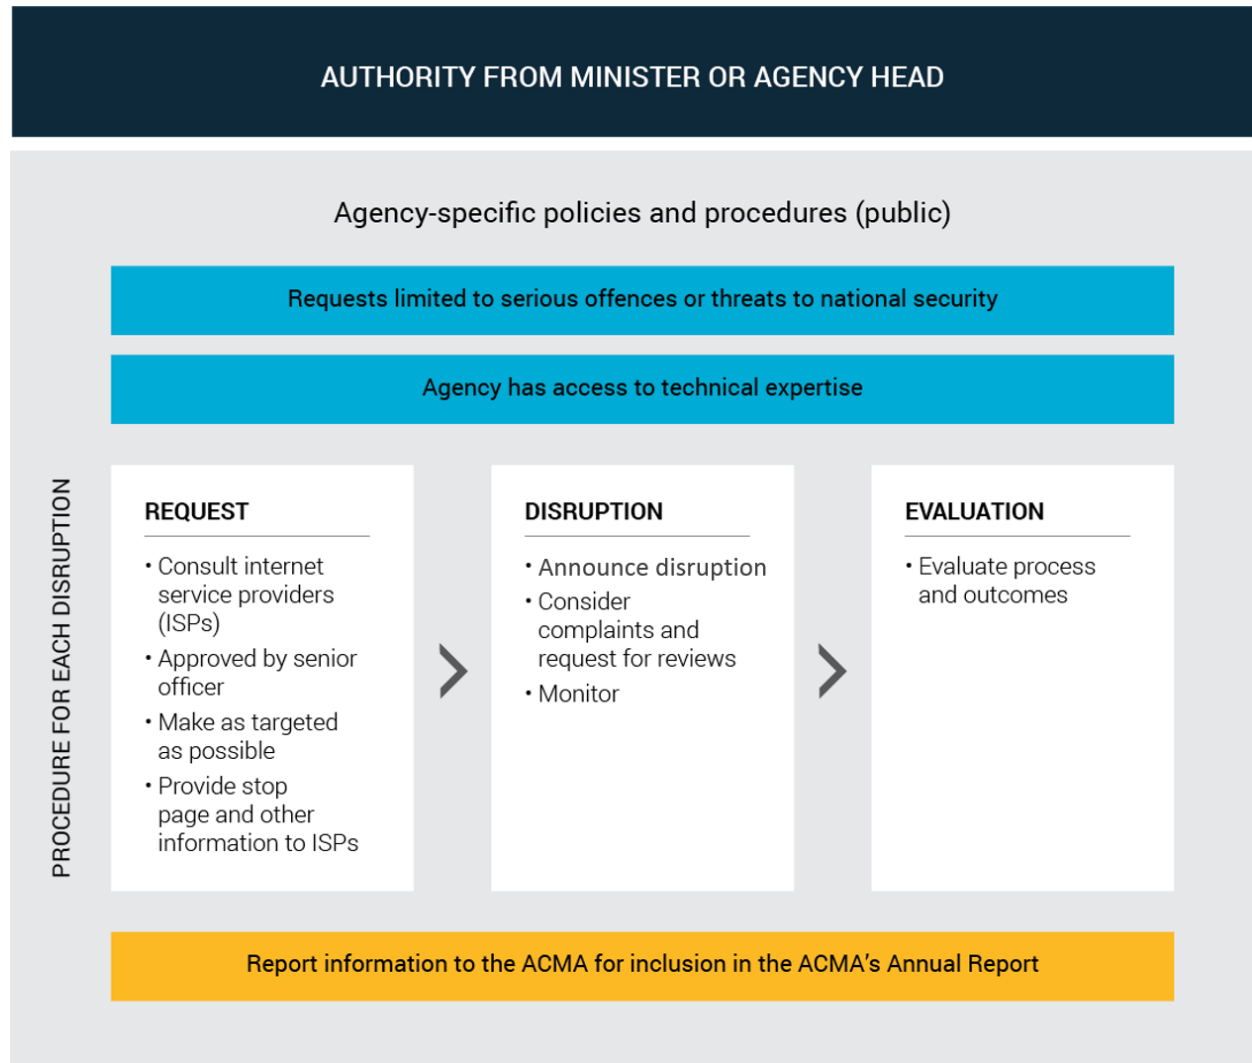 AUTHORITY FROM MINISTER OR AGENCY HEAD
Agency-specific policies and procedures (public)
Requests limited to serious offences or threats to national security
Agency has access to technical expertise
PROCEDURE FOR EACH DISRUPTION
REQUEST
• Consult internet
service providers
(ISPs)
• Approved by senior
officer
• Make as targeted
as possible
• Provide stop
page and other
information to ISPs
DISRUPTION
• Announce disruption
• Consider
complaints and
request for reviews
• Monitor
EVALUATION
• Evaluate process
and outcomes
Report information to the ACMA for inclusion in the ACMA’s Annual Report